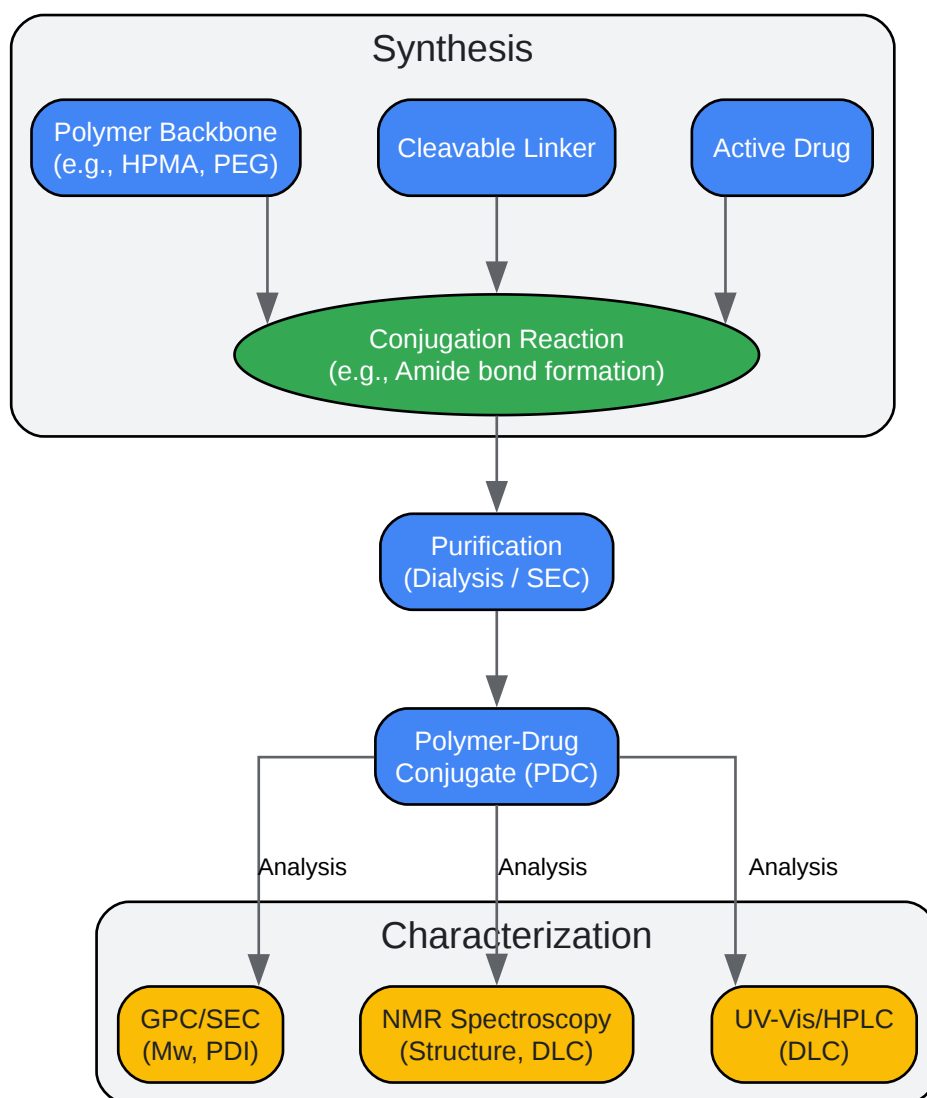 Synthesis
Polymer Backbone
(e.g., HPMA, PEG)
Cleavable Linker
Active Drug
Conjugation Reaction
(e.g., Amide bond formation)
Purification
(Dialysis / SEC)
Polymer-Drug
Conjugate (PDC)
Analysis
Analysis
Analysis
Characterization
GPC/SEC
(Mw, PDI)
NMR Spectroscopy
(Structure, DLC)
UV-Vis/HPLC
(DLC)